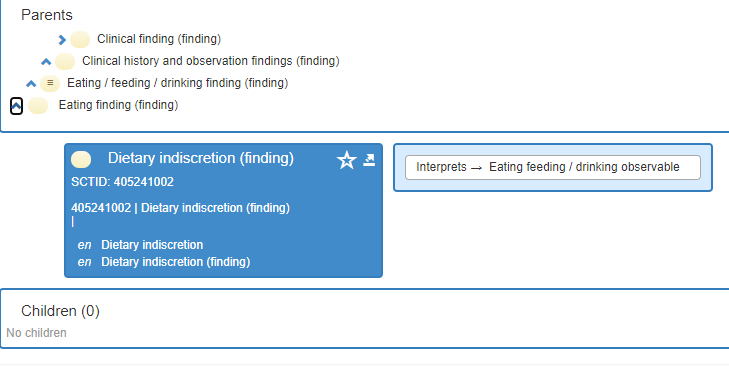 Parents
Clinical finding (finding)
Clinical history and observation findings (finding)
Eating / feeding / drinking finding (finding)
Eating finding (finding)
Dietary indiscretion (finding)
SCTID: 405241002
405241002 | Dietary indiscretion (finding)
|
en Dietary indiscretion
en Dietary indiscretion (finding)
Interprets → Eating feeding / drinking observable
Children (0)
No children